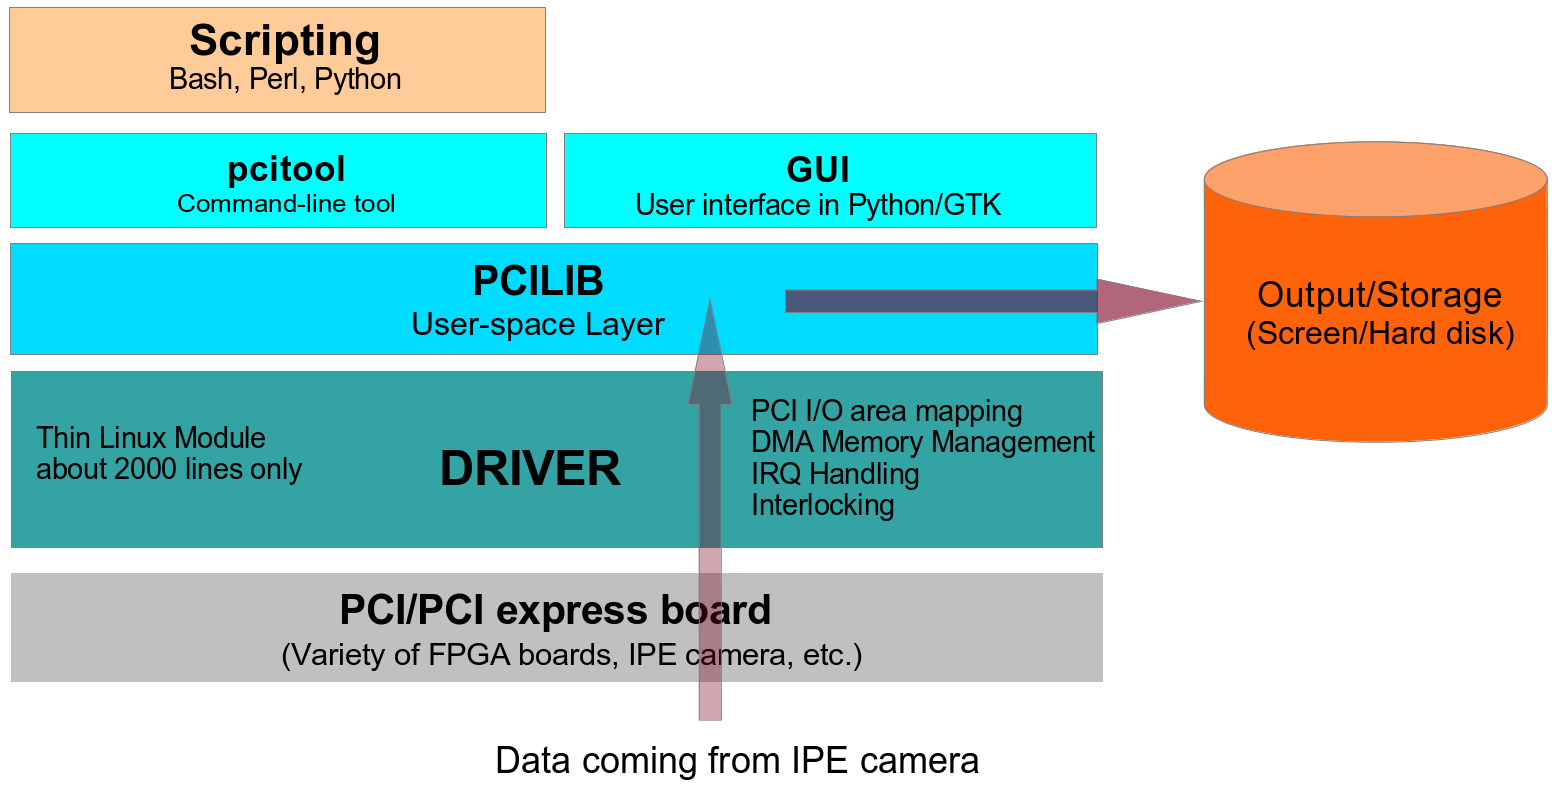 Scripting
Bash, Perl, Python
pcitool
Command-line tool
GUI
User interface in Python/GTK
PCILIB
User-space Layer
Output/Storage
(Screen/Hard disk)
Thin Linux Module
about 2000 lines only
DRIVER
PCI I/O area mapping
DMA Memory Management
IRQ Handling
Interlocking
PCI/PCI express board
(Variety of FPGA boards, IPE camera, etc.)
Data coming from IPE camera